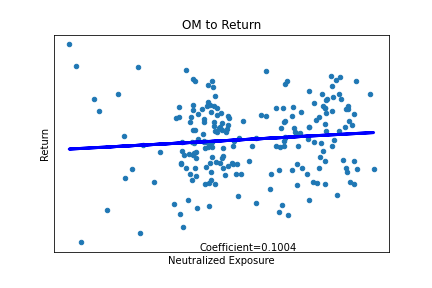 OM to Return
Return
Coefficient=0.1004
Neutralized Exposure